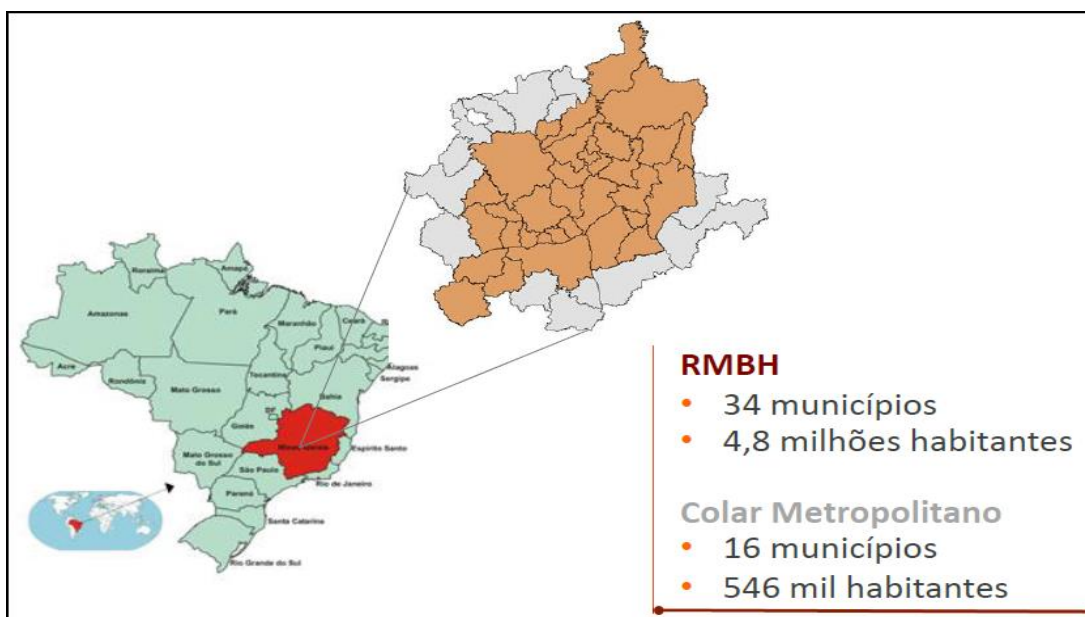 Roraima
Amapá
Amazonas
Pará
Maranhão
Ceará
Piauí
Acre
Rondônia
Tocantins
Alagoas
Sergipe
Mato Grosso
Bahia
DF
Goiás
Minas Gerais
Espírito Santo
Mato Grosso
do Sul
São Paulo
Rio de Janeiro
Paraná
Santa Catarina
Rio Grande do Sul
RMBH
• 34 municípios
• 4,8 milhões habitantes
Colar Metropolitano
• 16 municípios
• 546 mil habitantes